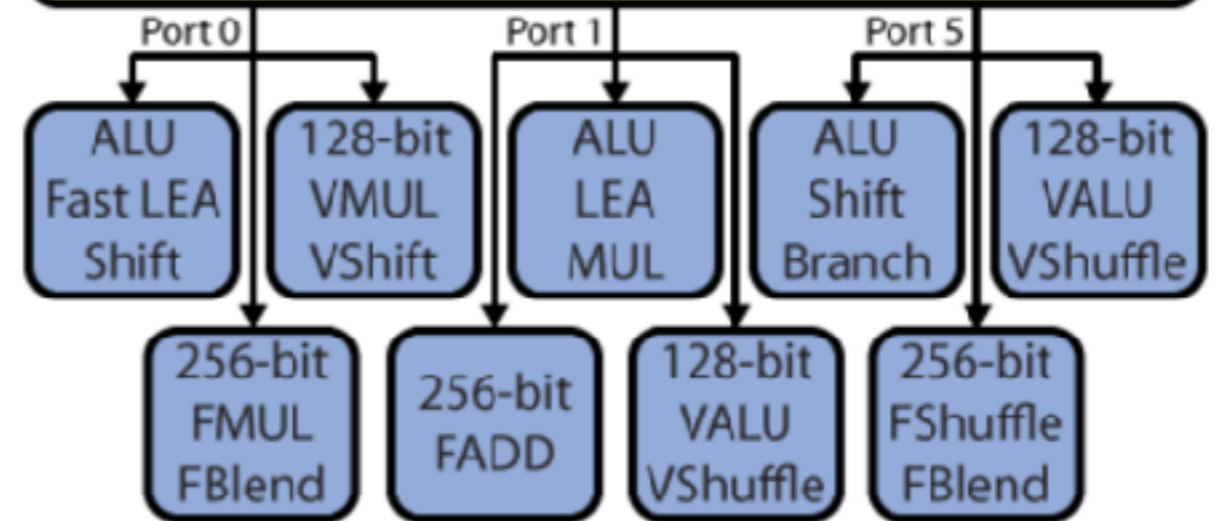 Port 0
Port 1
Port 5
ALU
Fast LEA
Shift
128-bit
VMUL
VShift
ALU
LEA
MUL
ALU
Shift
Branch
128-bit
VALU
VShuffle
256-bit
FMUL
FBlend
256-bit
FADD
128-bit
VALU
VShuffle
256-bit
FShuffle
FBlend